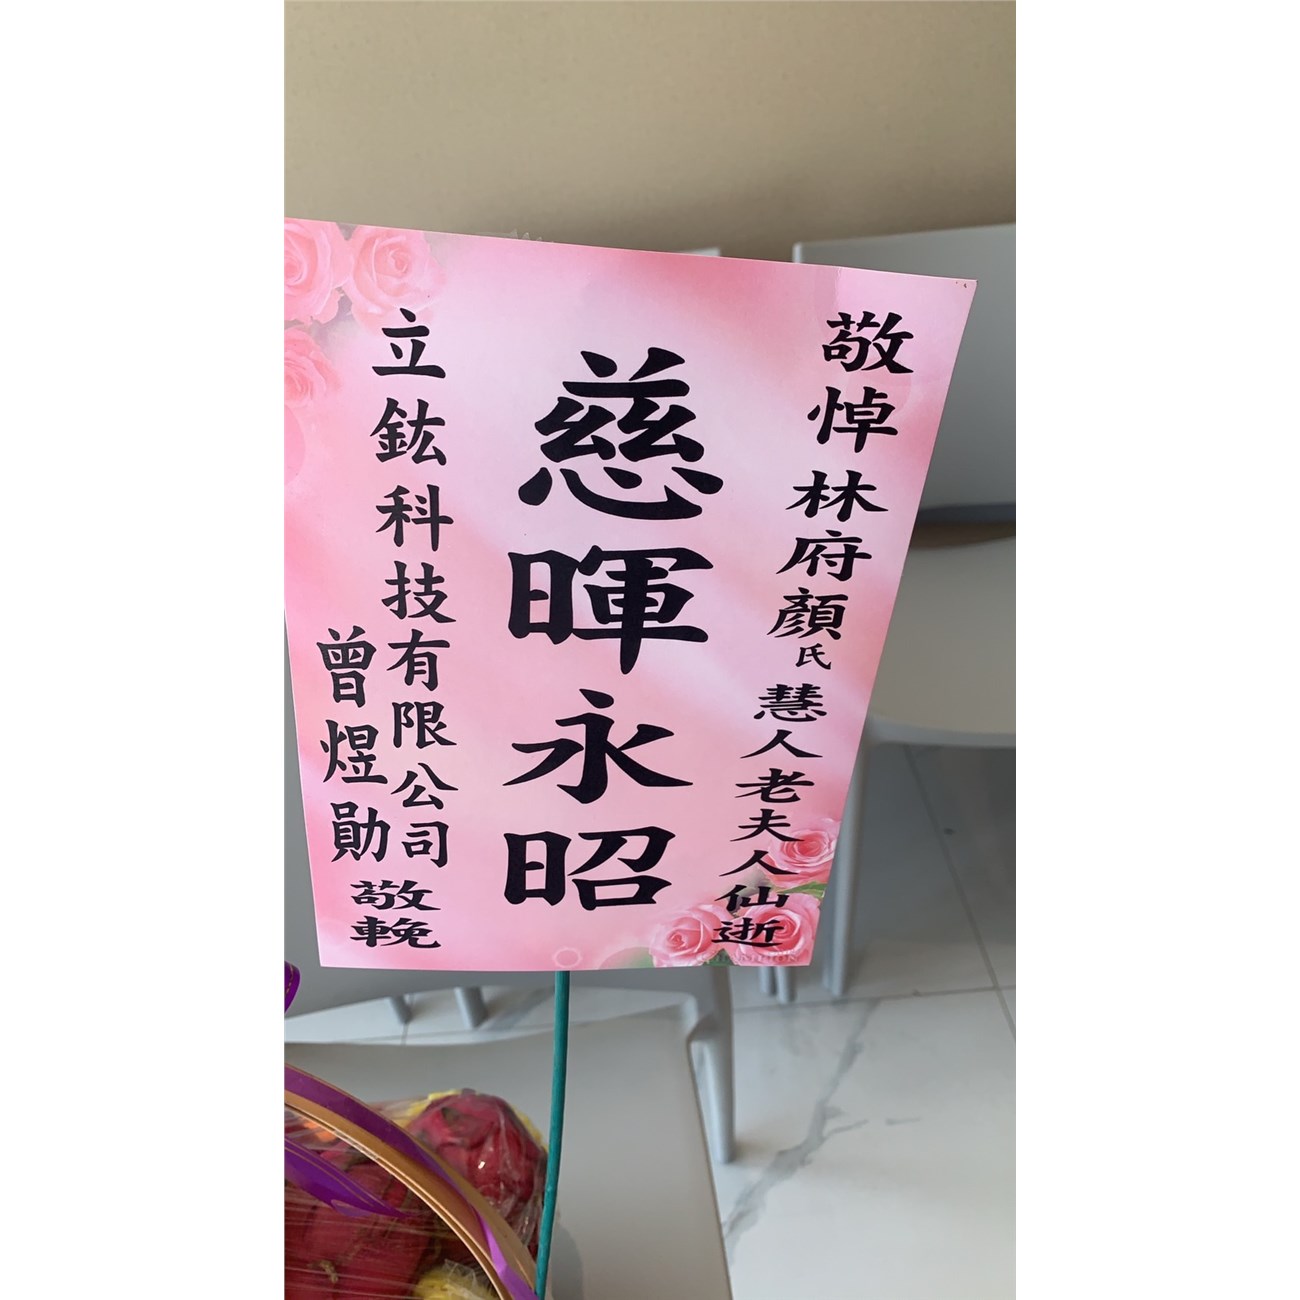 敬悼林府顏氏慧人老夫人仙逝
慈暉永昭
立鈜科技有限公司
曾煜勛
敬輓